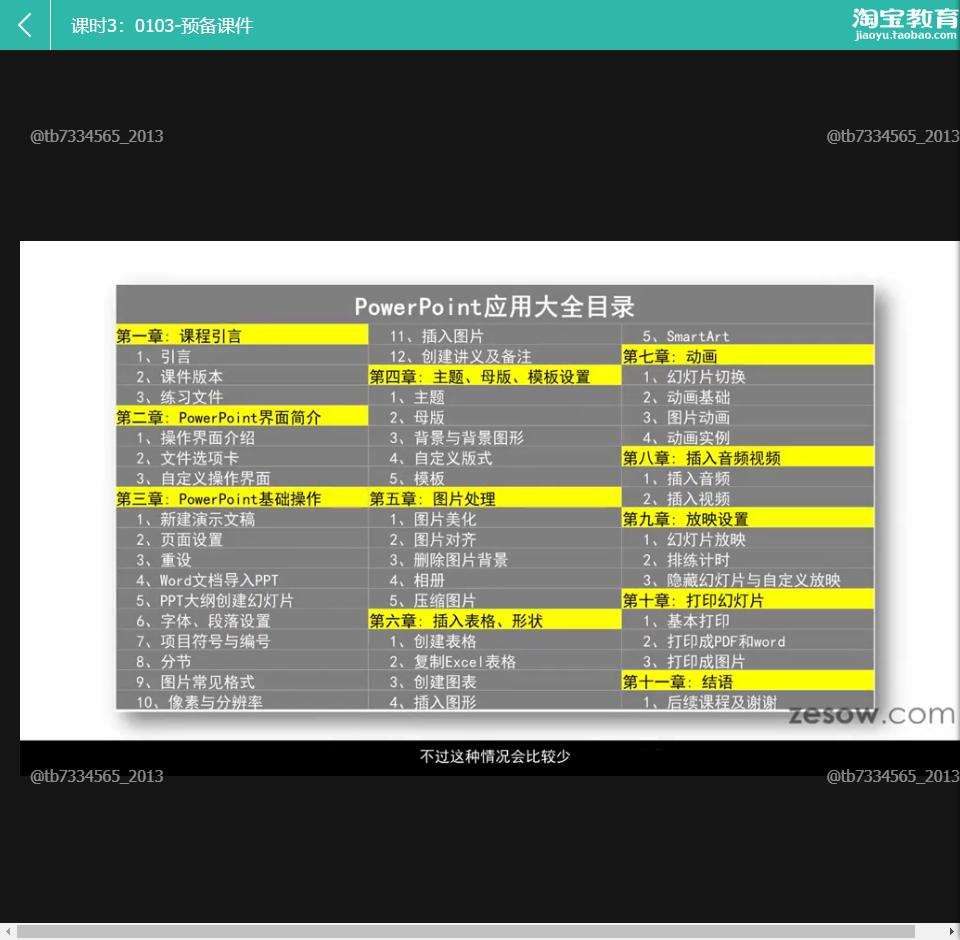 课时3：0103-预备课件
淘宝教育
jiaoyu.taobao.com
@tb7334565_2013
@tb7334565_2013
PowerPoint应用大全目录
第一章：课程引言
1、引言
2、课件版本
3、练习文件
第二章：PowerPoint界面简介
1、操作界面介绍
2、文件选项卡
3、自定义操作界面
第三章：PowerPoint基础操作
1、新建演示文稿
2、页面设置
3、重设
4、Word文档导入PPT
5、PPT大纲创建幻灯片
6、字体、段落设置
7、项目符号与编号
8、分节
9、图片常见格式
10、像素与分辨率
11、插入图片
12、创建讲义及备注
第四章：主题、母版、模板设置
1、主题
2、母版
3、背景与背景图形
4、自定义版式
5、模板
第五章：图片处理
1、图片美化
2、图片对齐
3、删除图片背景
4、相册
5、压缩图片
第六章：插入表格、形状
1、创建表格
2、复制Excel表格
3、创建图表
4、插入图形
5、SmartArt
第七章：动画
1、幻灯片切换
2、动画基础
3、图片动画
4、动画实例
第八章：插入音频视频
1、插入音频
2、插入视频
第九章：放映设置
1、幻灯片放映
2、排练计时
3、隐藏幻灯片与自定义放映
第十章：打印幻灯片
1、基本打印
2、打印成PDF和word
3、打印成图片
第十一章：结语
1、后续课程及谢谢
zesow.com
不过这种情况会比较少
@tb7334565_2013
@tb7334565_2013